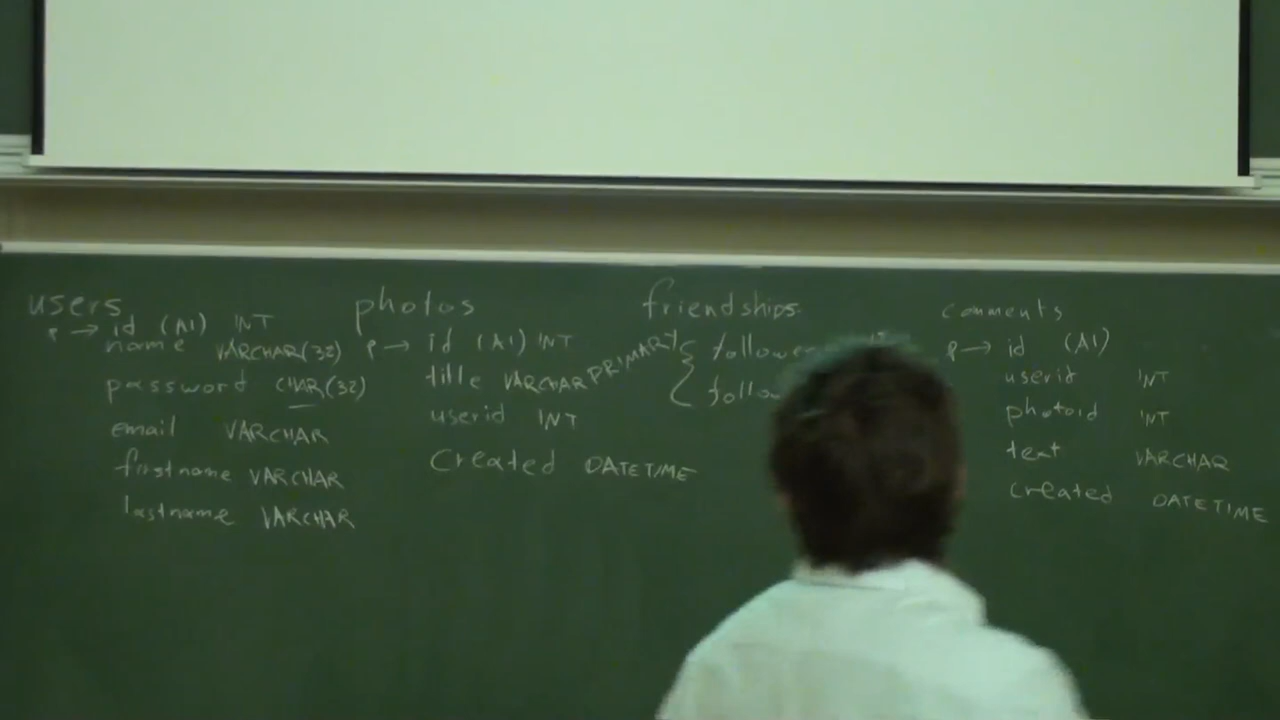 users
P → id (AI) INT
name VARCHAR(32)
password CHAR(32)
email VARCHAR
firstname VARCHAR
lastname VARCHAR
photos
P → id (AI) INT
title VARCHAR
userid INT
Created DATETIME
friendships
PRIMARY
comments
P → id (AI)
userid INT
photoid INT
text VARCHAR
created DATETIME